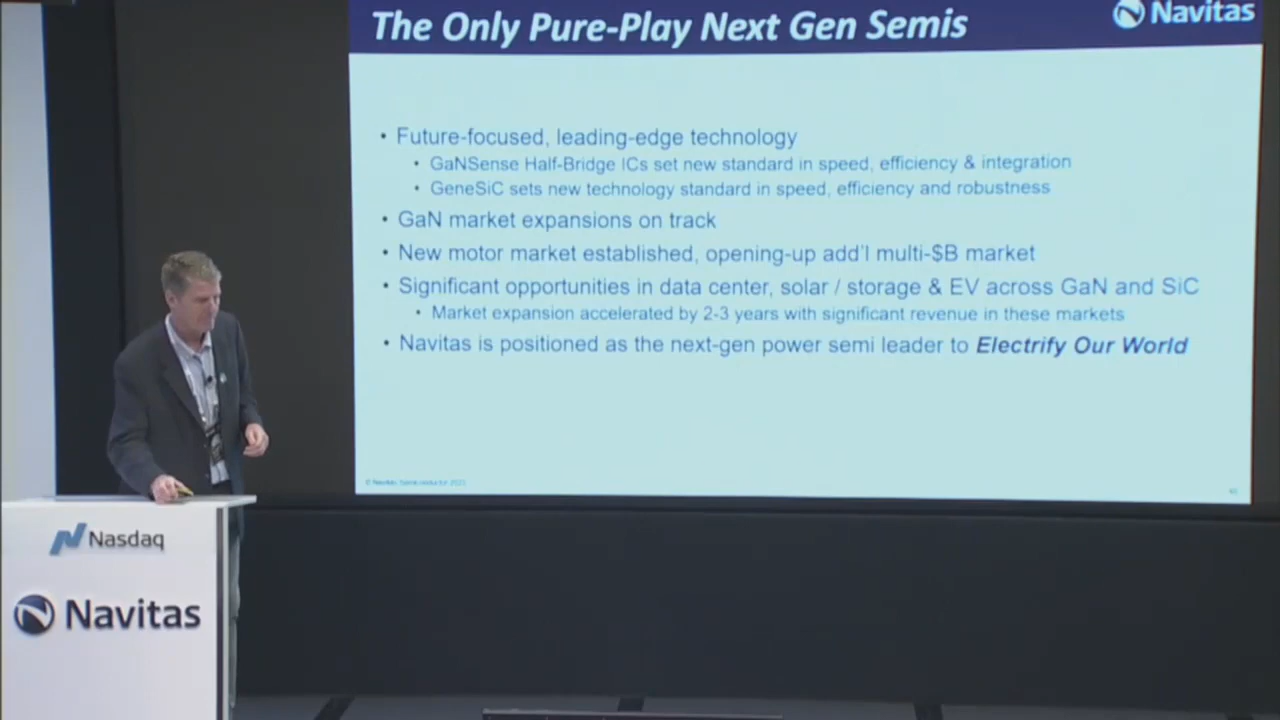 The Only Pure-Play Next Gen Semis
Navitas
• Future-focused, leading-edge technology
• GaNSense Half-Bridge ICs set new standard in speed, efficiency & integration
• GeneSiC sets new technology standard in speed, efficiency and robustness
• GaN market expansions on track
• New motor market established, opening-up add'l multi-$B market
• Significant opportunities in data center, solar / storage & EV across GaN and SiC
• Market expansion accelerated by 2-3 years with significant revenue in these markets
• Navitas is positioned as the next-gen power semi leader to Electrify Our World
© Navitas Semiconductor
Nasdaq
Navitas